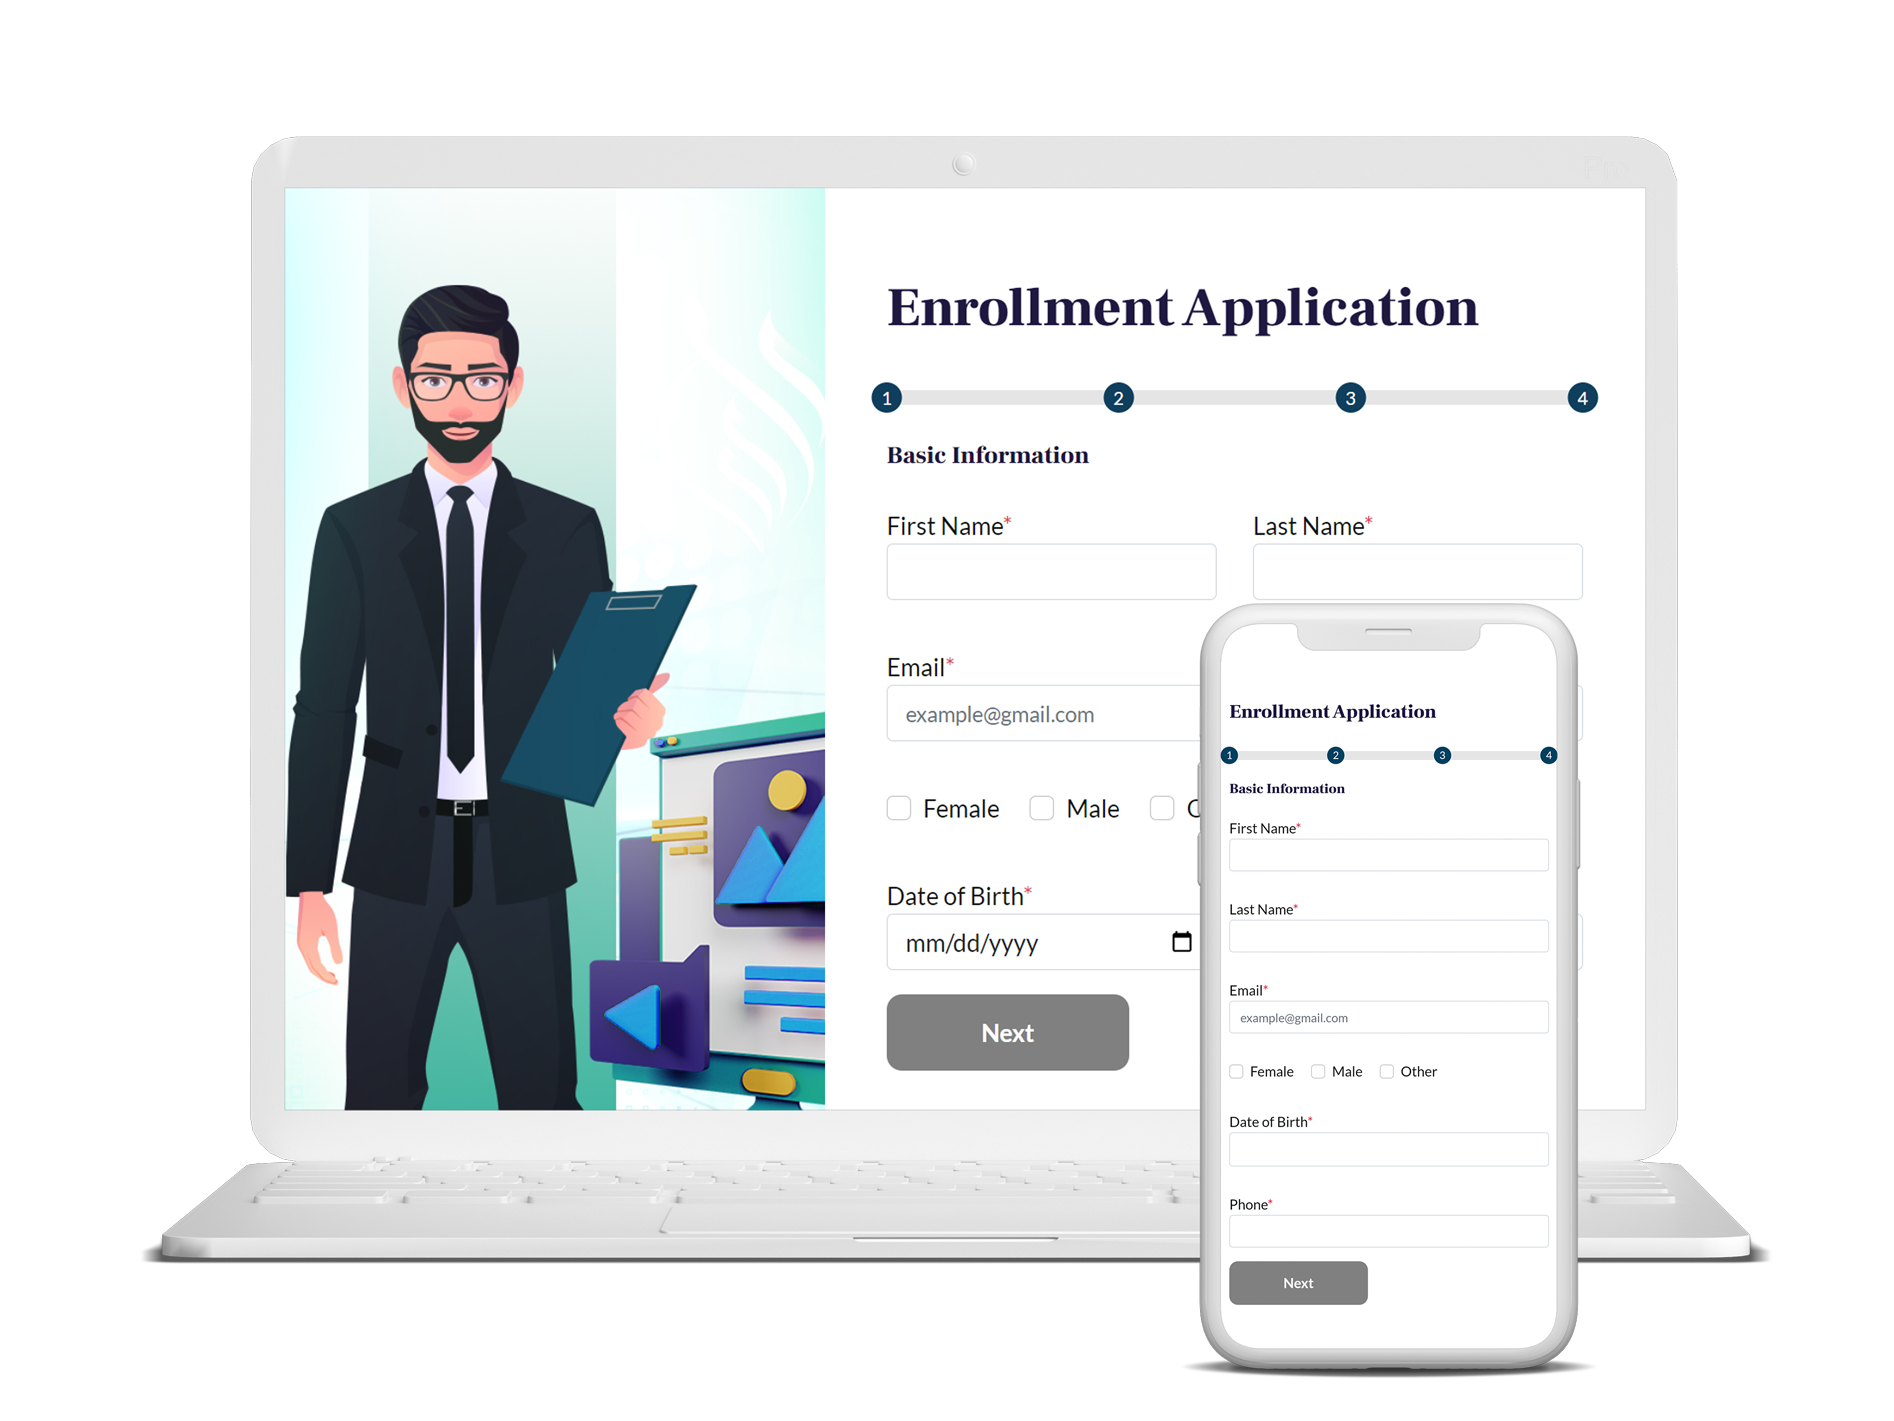 Enrollment Application
1 2 3 4
Basic Information
First Name* Last Name*
Email*
example@gmail.com
Female Male
Date of Birth*
mm/dd/yyyy
Next
Enrollment Application
1 2 3 4
Basic Information
First Name*
Last Name*
Email*
example@gmail.com
Female Male Other
Date of Birth*
Phone*
Next